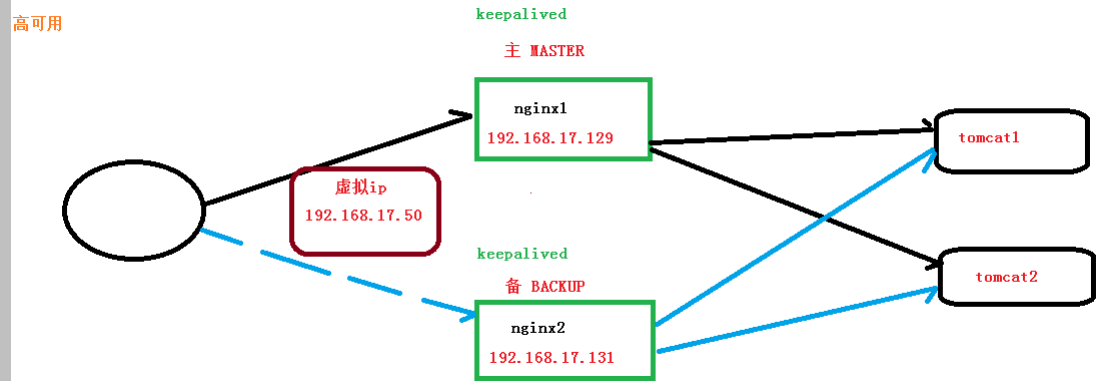 高可用
keepalived
主 MASTER
nginx1
192.168.17.129
tomcat1
虚拟ip
192.168.17.50
keepalived
备 BACKUP
tomcat2
nginx2
192.168.17.131